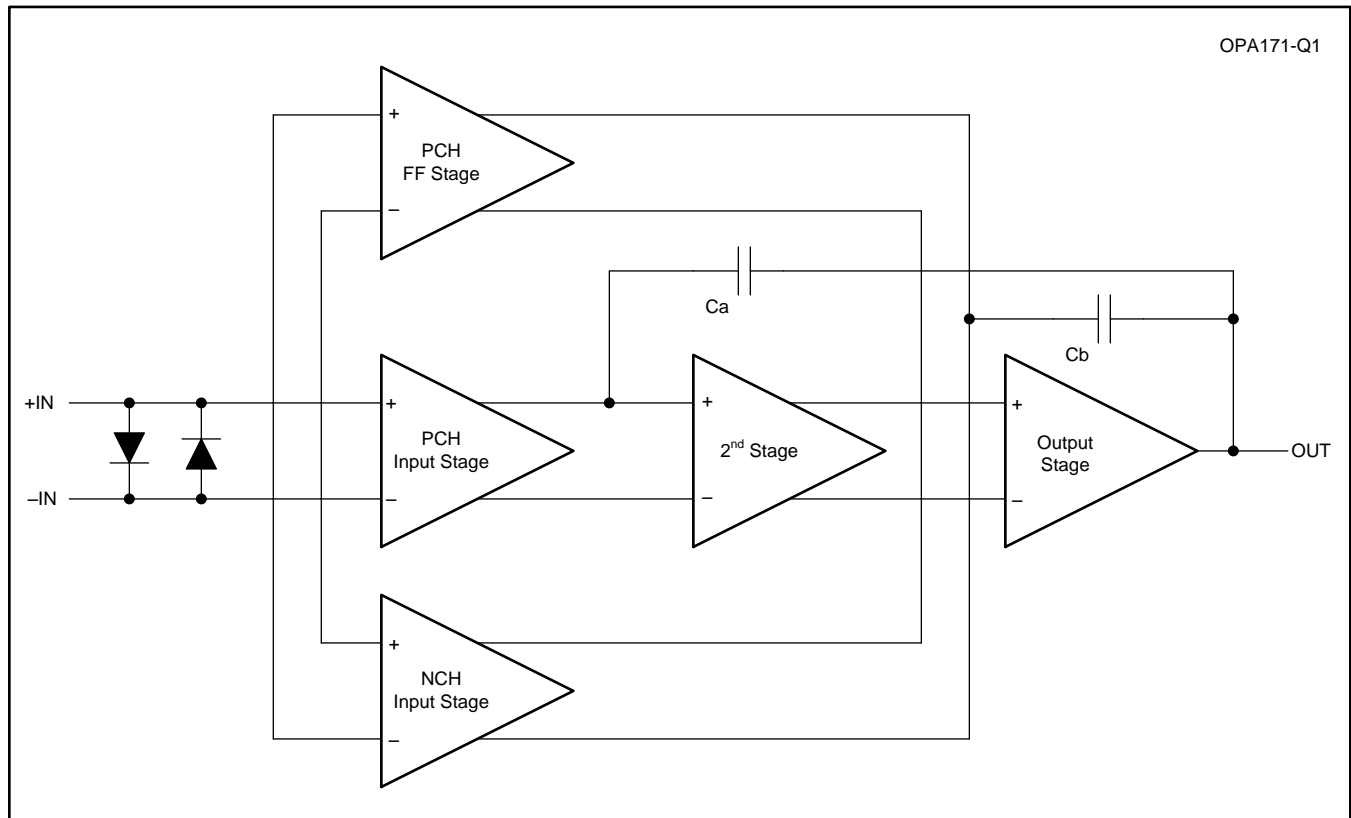 OPA171-Q1
+
PCH
FF Stage
–
Ca
Cb
+IN
+
PCH
Input Stage
–
+
2nd Stage
–
+
Output
Stage
–
OUT
–IN
+
NCH
Input Stage
–